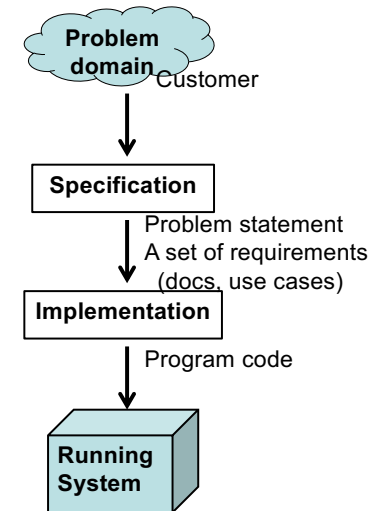 Problem
domain
Customer
Specification
Problem statement
A set of requirements
(docs, use cases)
Implementation
Program code
Running
System